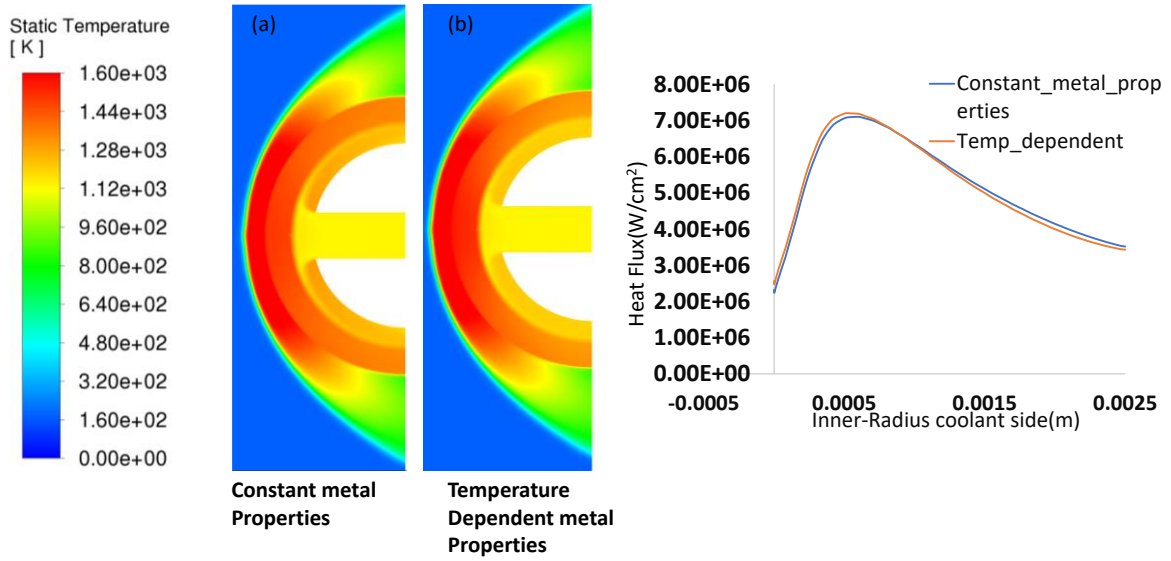 Static Temperature
[ K ]
1.60e+03
1.44e+03
1.28e+03
1.12e+03
9.60e+02
8.00e+02
6.40e+02
4.80e+02
3.20e+02
1.60e+02
0.00e+00
(a)
(b)
Constant metal
Properties
Temperature
Dependent metal
Properties
Heat Flux(W/cm²)
8.00E+06
7.00E+06
6.00E+06
5.00E+06
4.00E+06
3.00E+06
2.00E+06
1.00E+06
0.00E+00
Constant_metal_prop
erties
Temp_dependent
-0.0005
0.0005
0.0015
0.0025
Inner-Radius coolant side(m)